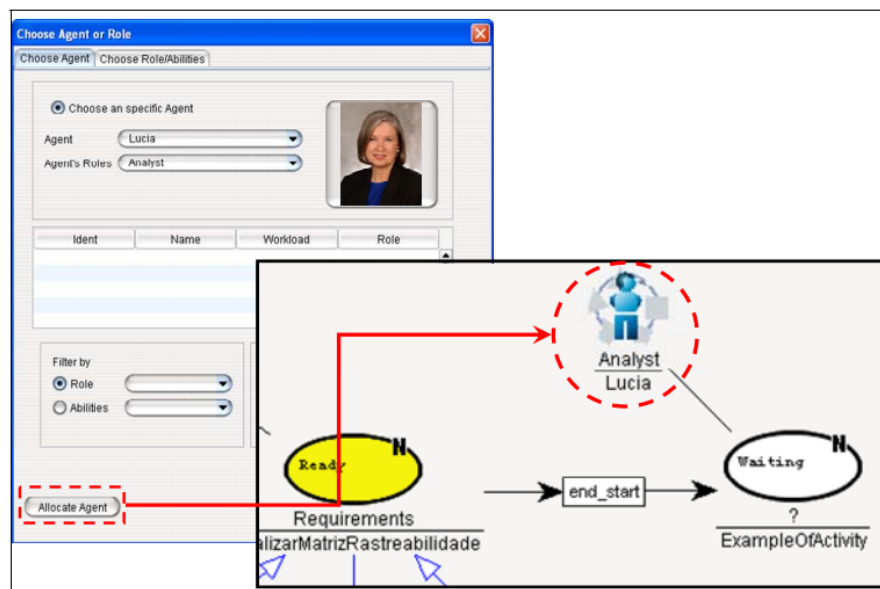 Choose Agent or Role
Choose Agent Choose Role/Abilities
Choose an specific Agent
Agent Lucia
Agent's Roles Analyst
Ident Name Workload Role
Filter by
Role
Abilities
Allocate Agent
Analyst
Lucia
Ready N
Requirements
alizarMatrizRastreabilidade
end_start
Waiting N
?
ExampleOfActivity